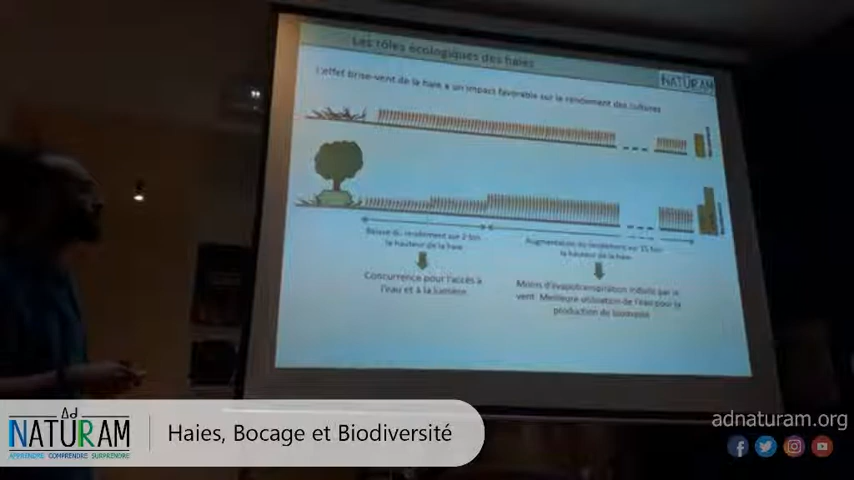 Les rôles écologiques des haies
NATURAM
L'effet brise-vent de la haie a un impact favorable sur le rendement des cultures
Baisse du rendement sur 2 fois
la hauteur de la haie
Augmentation du rendement sur 15 fois
la hauteur de la haie
Concurrence pour l'accès à
l'eau et à la lumière
Moins d'évapotranspiration induite par le
vent. Meilleure utilisation de l'eau pour la
production de biomasse
Ad
NATURAM
APPRENDRE COMPRENDRE SURPRENDRE
Haies, Bocage et Biodiversité
adnaturam.org